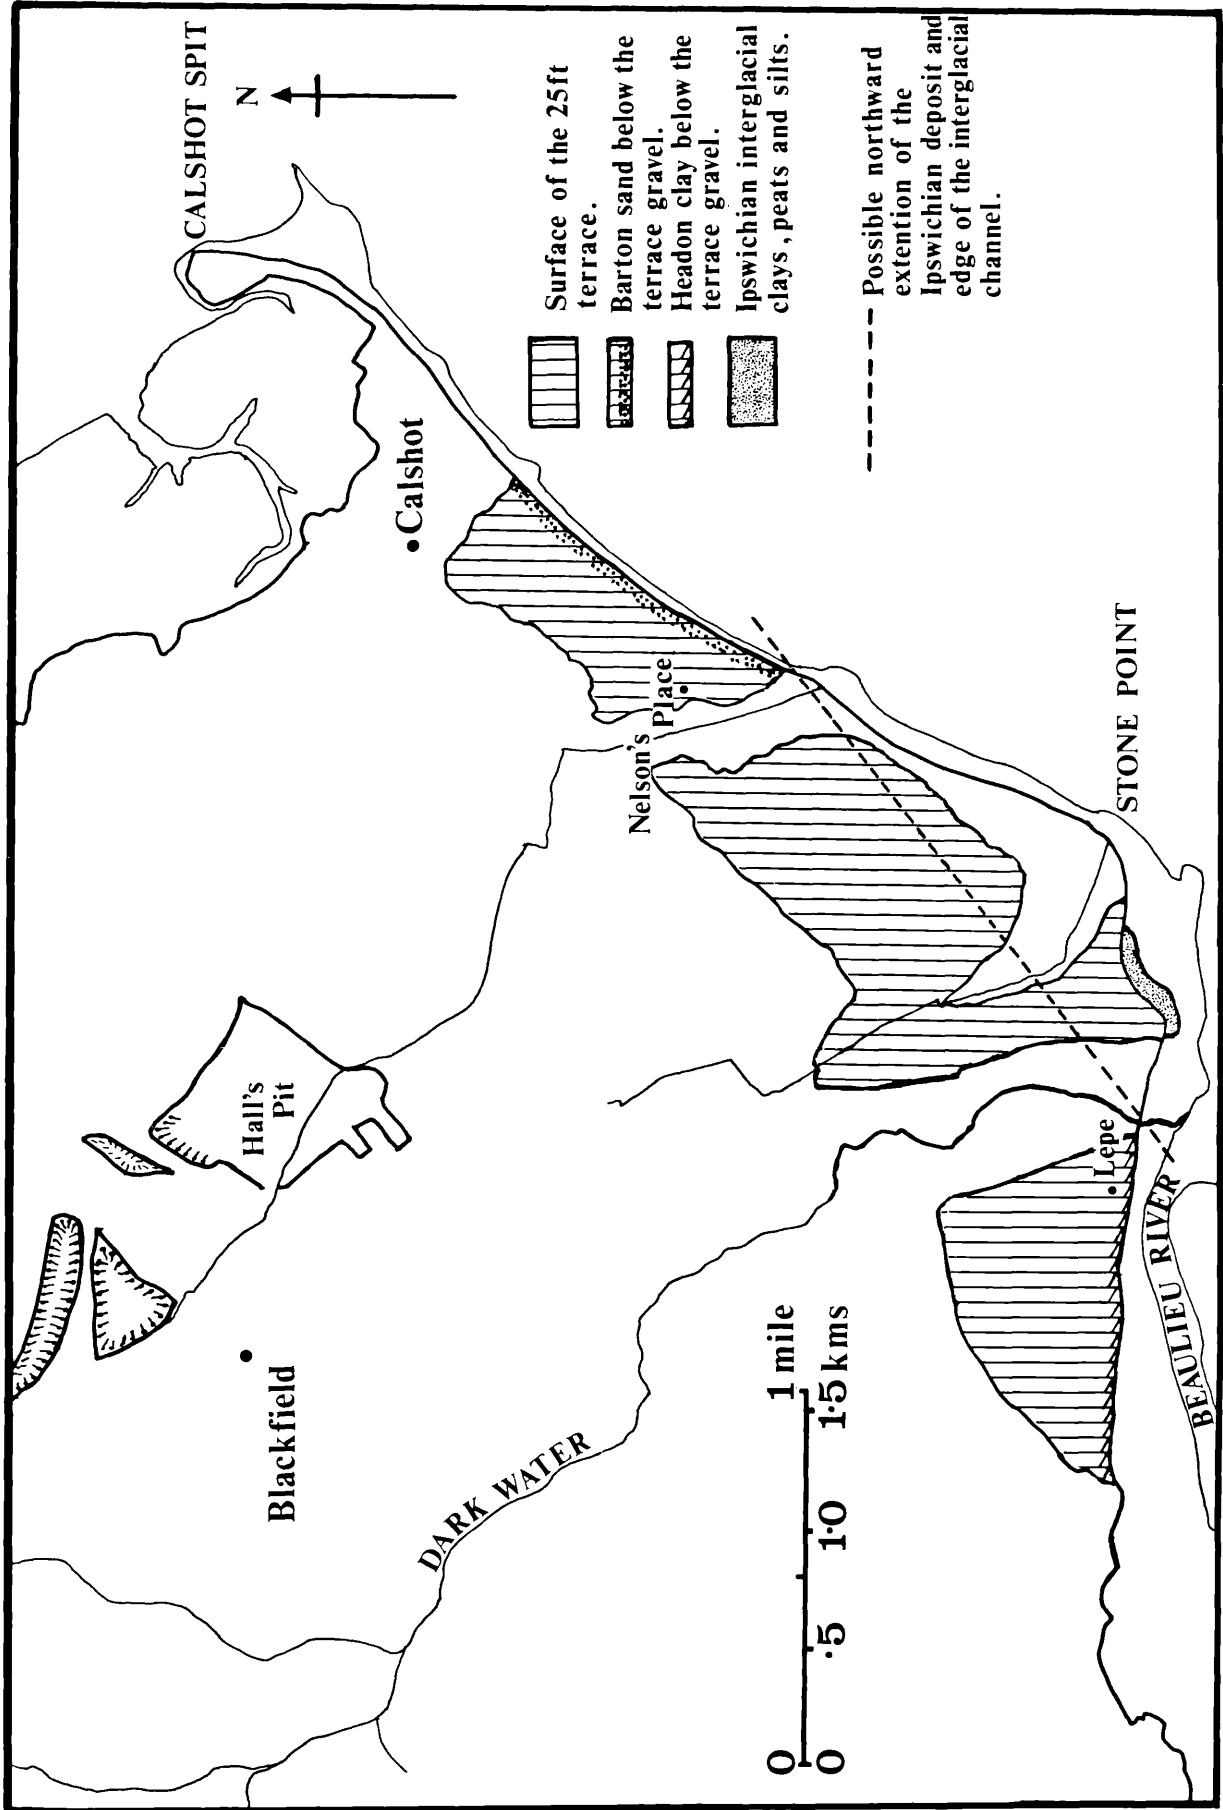 CALSHOT SPIT
N
Calshot
Surface of the 25ft
terrace.
Barton sand below the
terrace gravel.
Headon clay below the
terrace gravel.
Ipswichian interglacial
clays, peats and silts.
Possible northward
extention of the
Ipswichian deposit and
edge of the interglacial
channel.
Hall's
Pit
Blackfield
Nelson's
Place
DARK WATER
STONE POINT
Lepe
BEAULIEU RIVER
0 1 mile
0 .5 1.0 1.5 kms